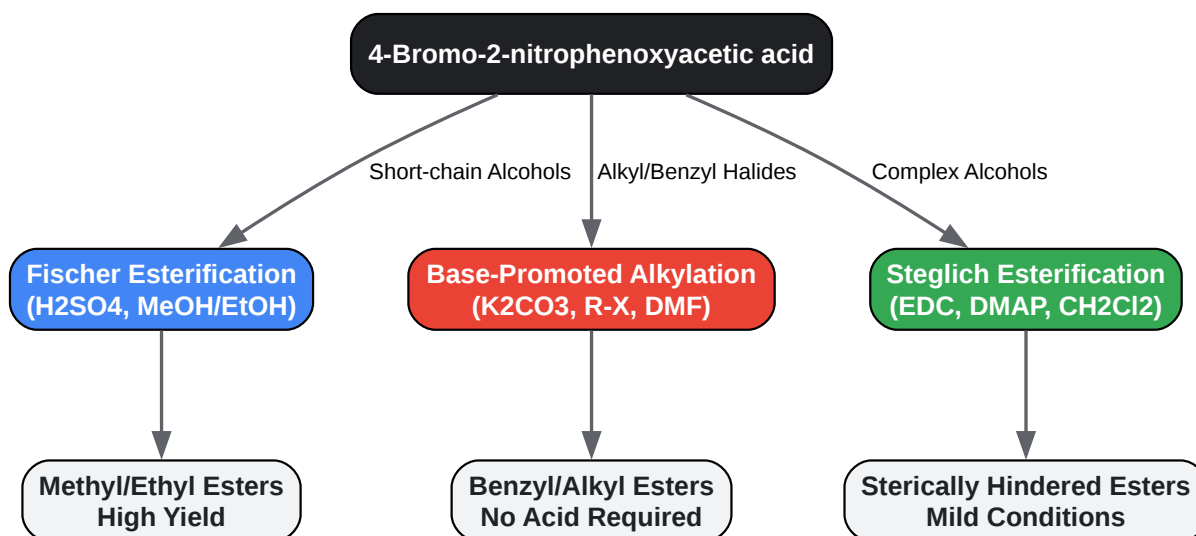 4-Bromo-2-nitrophenoxyacetic acid
Short-chain Alcohols
Alkyl/Benzyl Halides
Complex Alcohols
Fischer Esterification
(H2SO4, MeOH/EtOH)
Base-Promoted Alkylation
(K2CO3, R-X, DMF)
Steglich Esterification
(EDC, DMAP, CH2Cl2)
Methyl/Ethyl Esters
High Yield
Benzyl/Alkyl Esters
No Acid Required
Sterically Hindered Esters
Mild Conditions